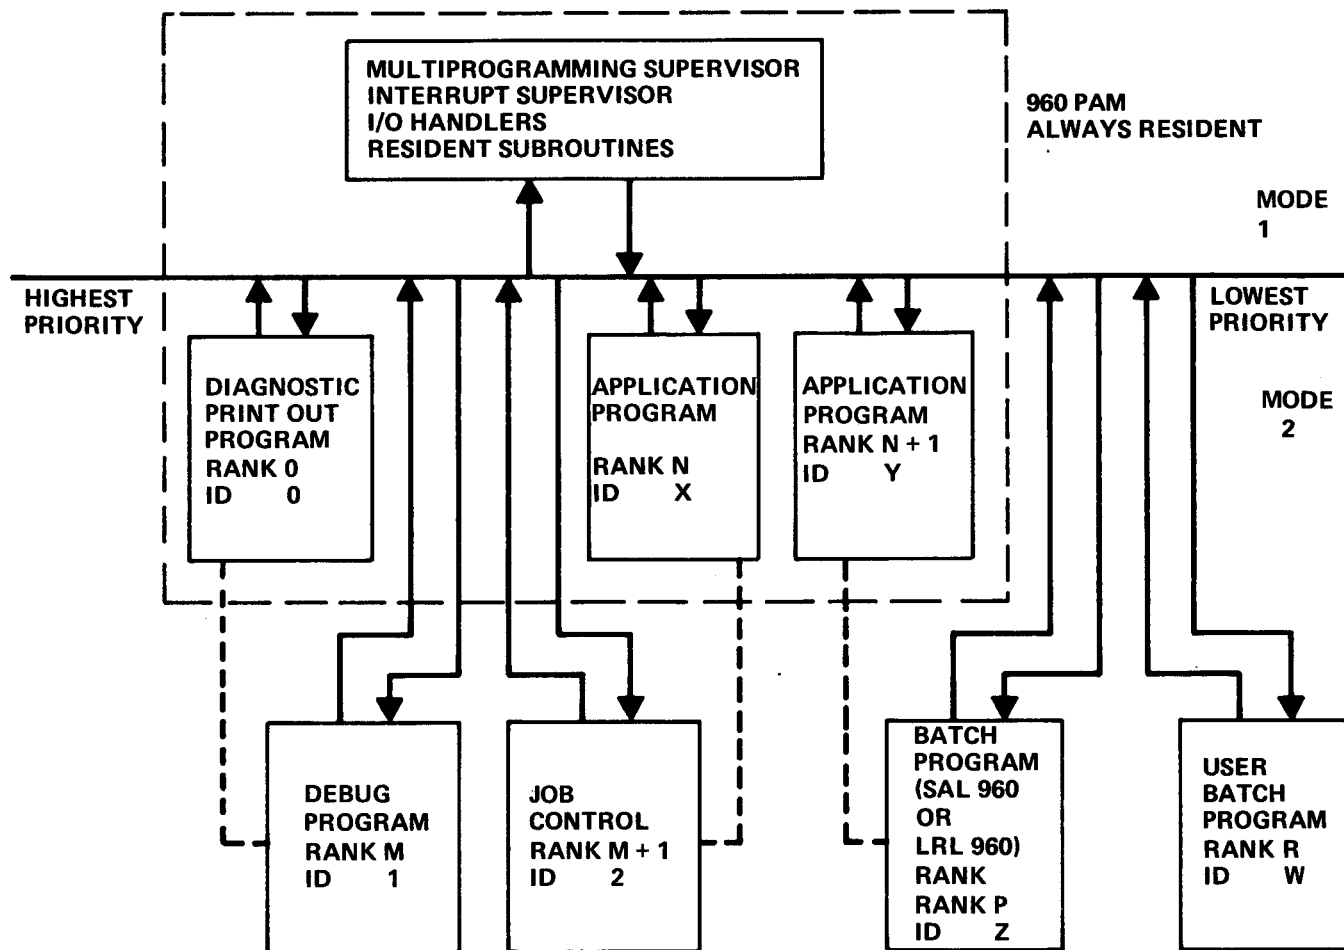 MULTIPROGRAMMING SUPERVISOR
INTERRUPT SUPERVISOR
I/O HANDLERS
RESIDENT SUBROUTINES
960 PAM
ALWAYS RESIDENT
MODE
1
HIGHEST
PRIORITY
LOWEST
PRIORITY
MODE
2
DIAGNOSTIC
PRINT OUT
PROGRAM
RANK 0
ID 0
APPLICATION
PROGRAM
RANK N
ID X
APPLICATION
PROGRAM
RANK N + 1
ID Y
DEBUG
PROGRAM
RANK M
ID 1
JOB
CONTROL
RANK M + 1
ID 2
BATCH
PROGRAM
(SAL 960
OR
LRL 960)
RANK
RANK P
ID Z
USER
BATCH
PROGRAM
RANK R
ID W